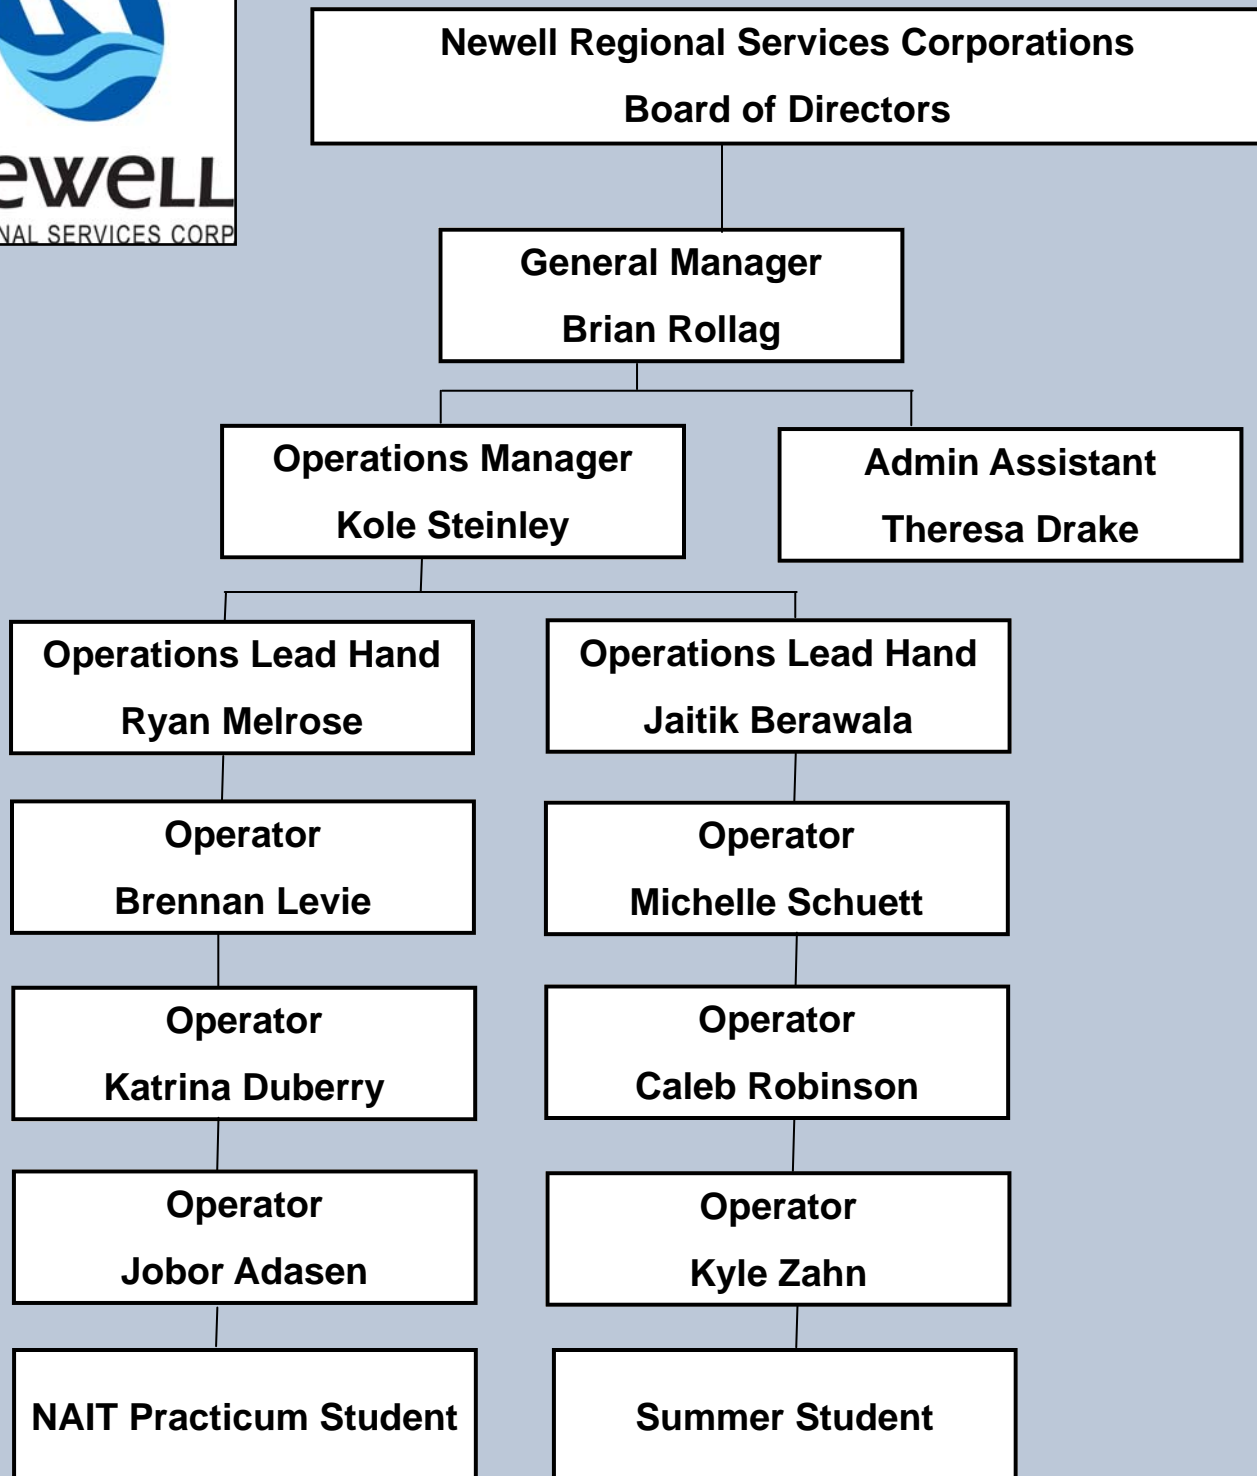 ewell
NAL SERVICES CORP
Newell Regional Services Corporations
Board of Directors
General Manager
Brian Rollag
Operations Manager
Kole Steinley
Admin Assistant
Theresa Drake
Operations Lead Hand
Ryan Melrose
Operations Lead Hand
Jaitik Berawala
Operator
Brennan Levie
Operator
Michelle Schuett
Operator
Katrina Duberry
Operator
Caleb Robinson
Operator
Jobor Adasen
Operator
Kyle Zahn
NAIT Practicum Student
Summer Student